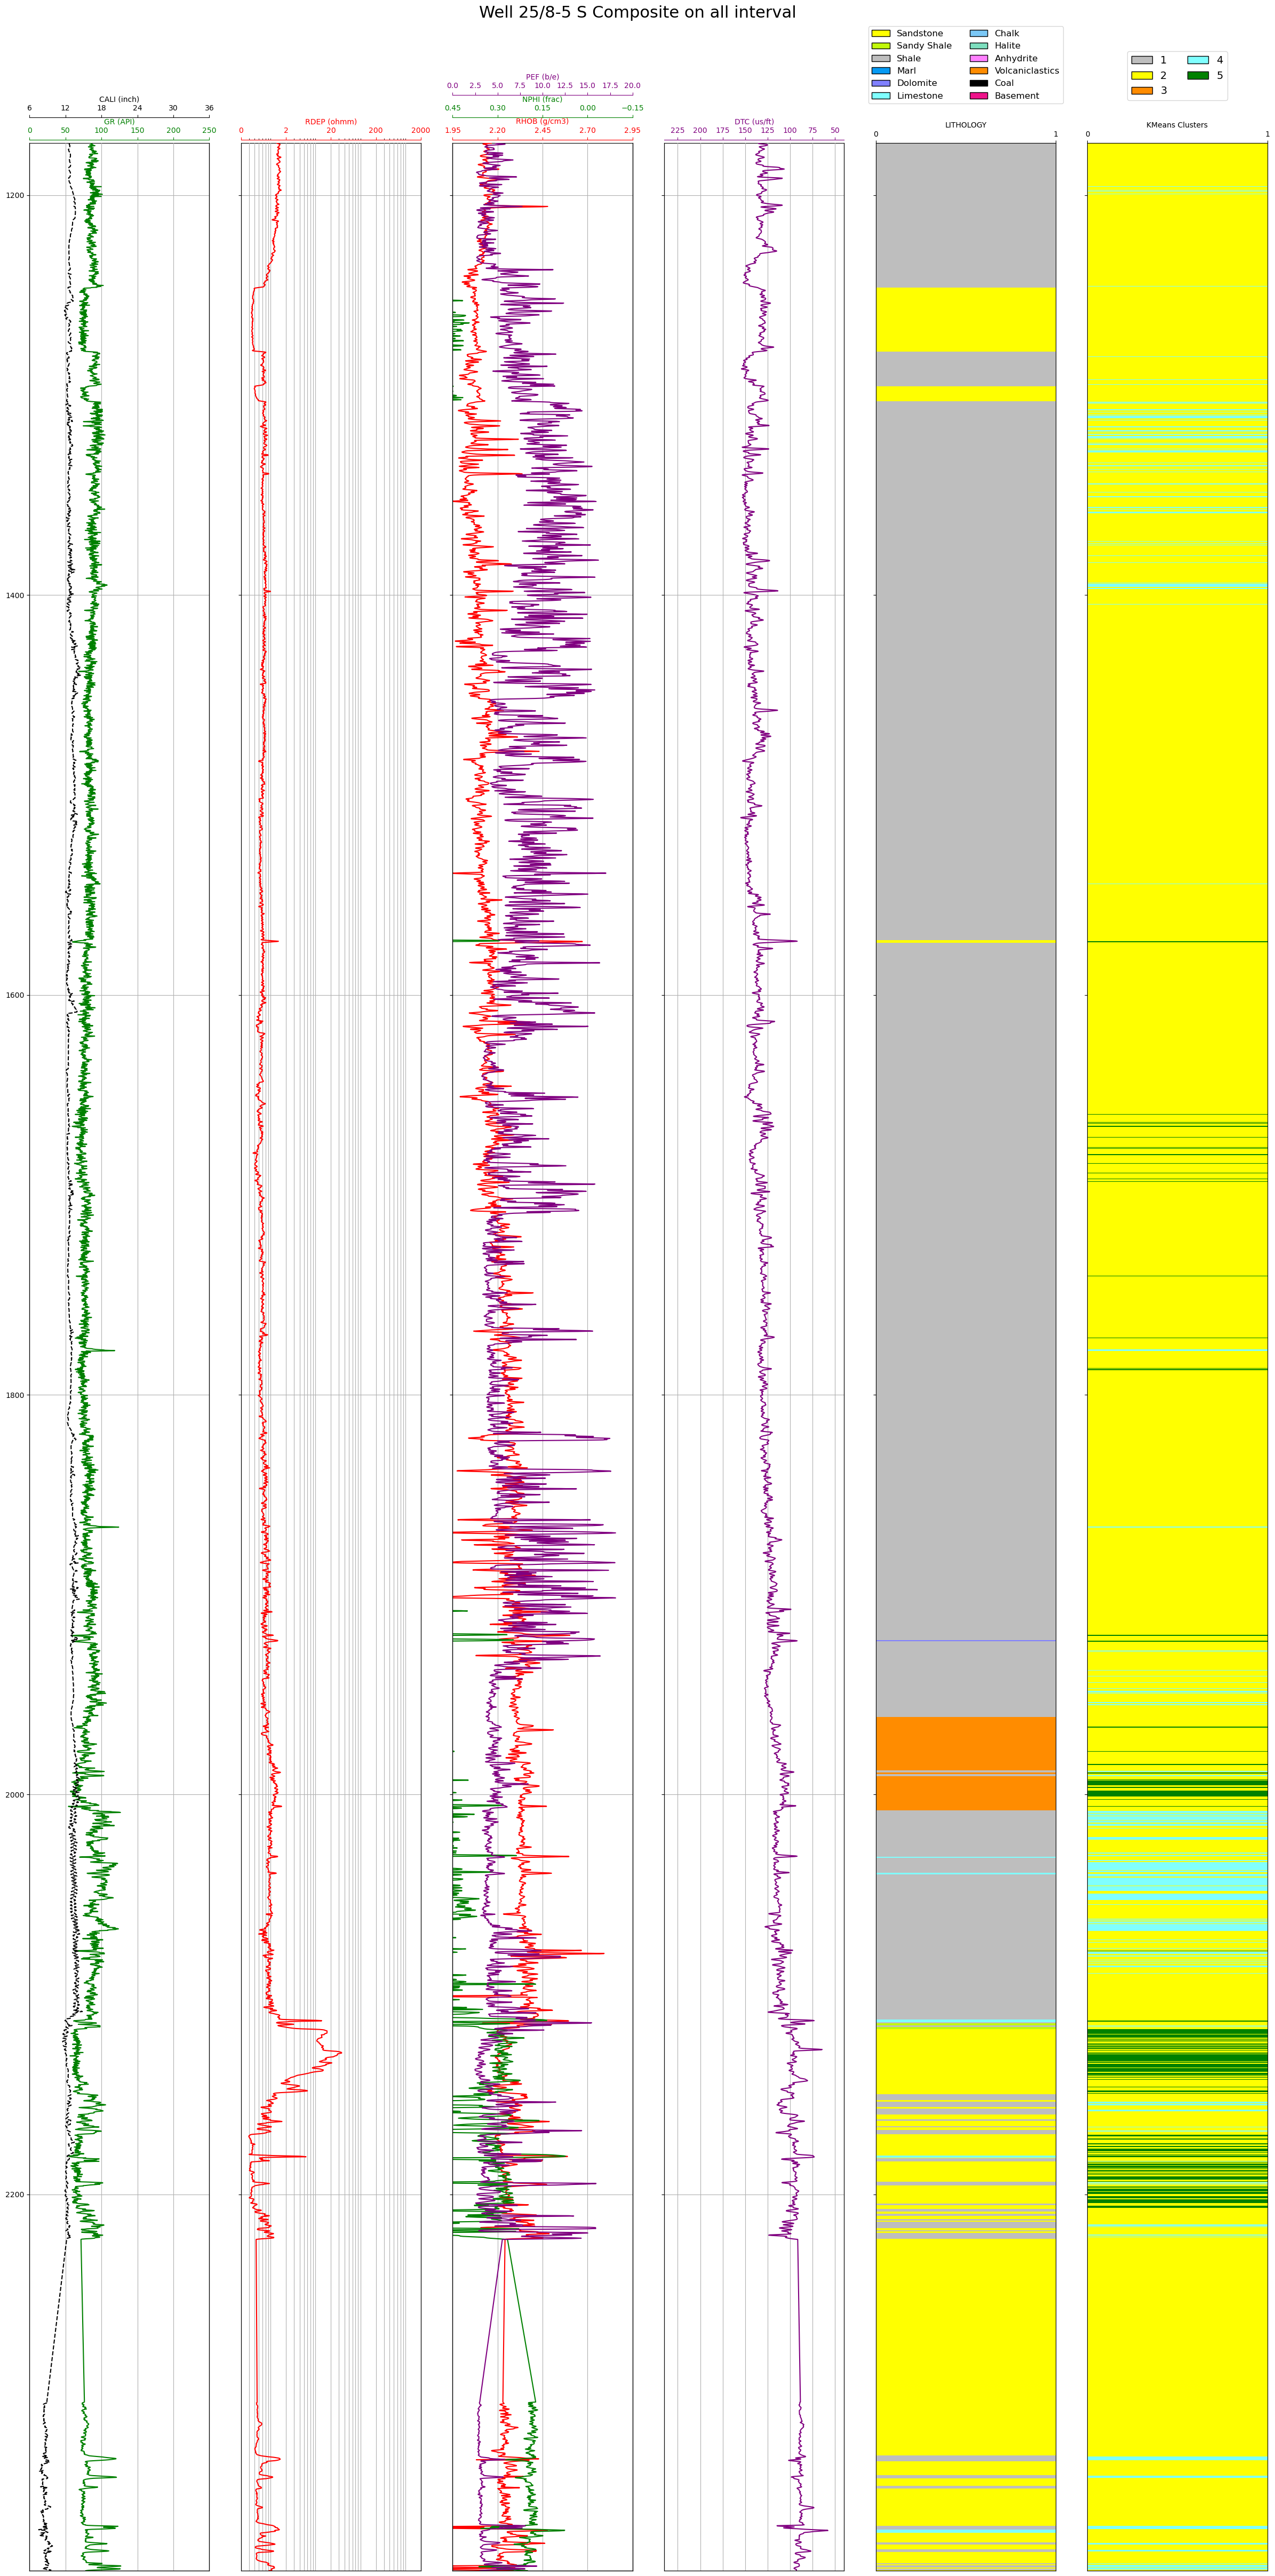 Well 25/8-5 S Composite on all interval
Sandstone Chalk
Sandy Shale Halite
Shale Anhydrite
Marl Volcaniclastics
Dolomite Coal
Limestone Basement
1 4
2 5
3
PEF (b/e)
0.0 2.5 5.0 7.5 10.0 12.5 15.0 17.5 20.0
CALI (inch) NPHI (frac)
6 12 18 24 30 36 0.45 0.30 0.15 0.00 −0.15
GR (API) RDEP (ohmm) RHOB (g/cm3) DTC (us/ft) LITHOLOGY KMeans Clusters
0 50 100 150 200 250 0 2 20 200 2000 1.95 2.20 2.45 2.70 2.95 225 200 175 150 125 100 75 50 0 1 0 1
1200
1400
1600
1800
2000
2200